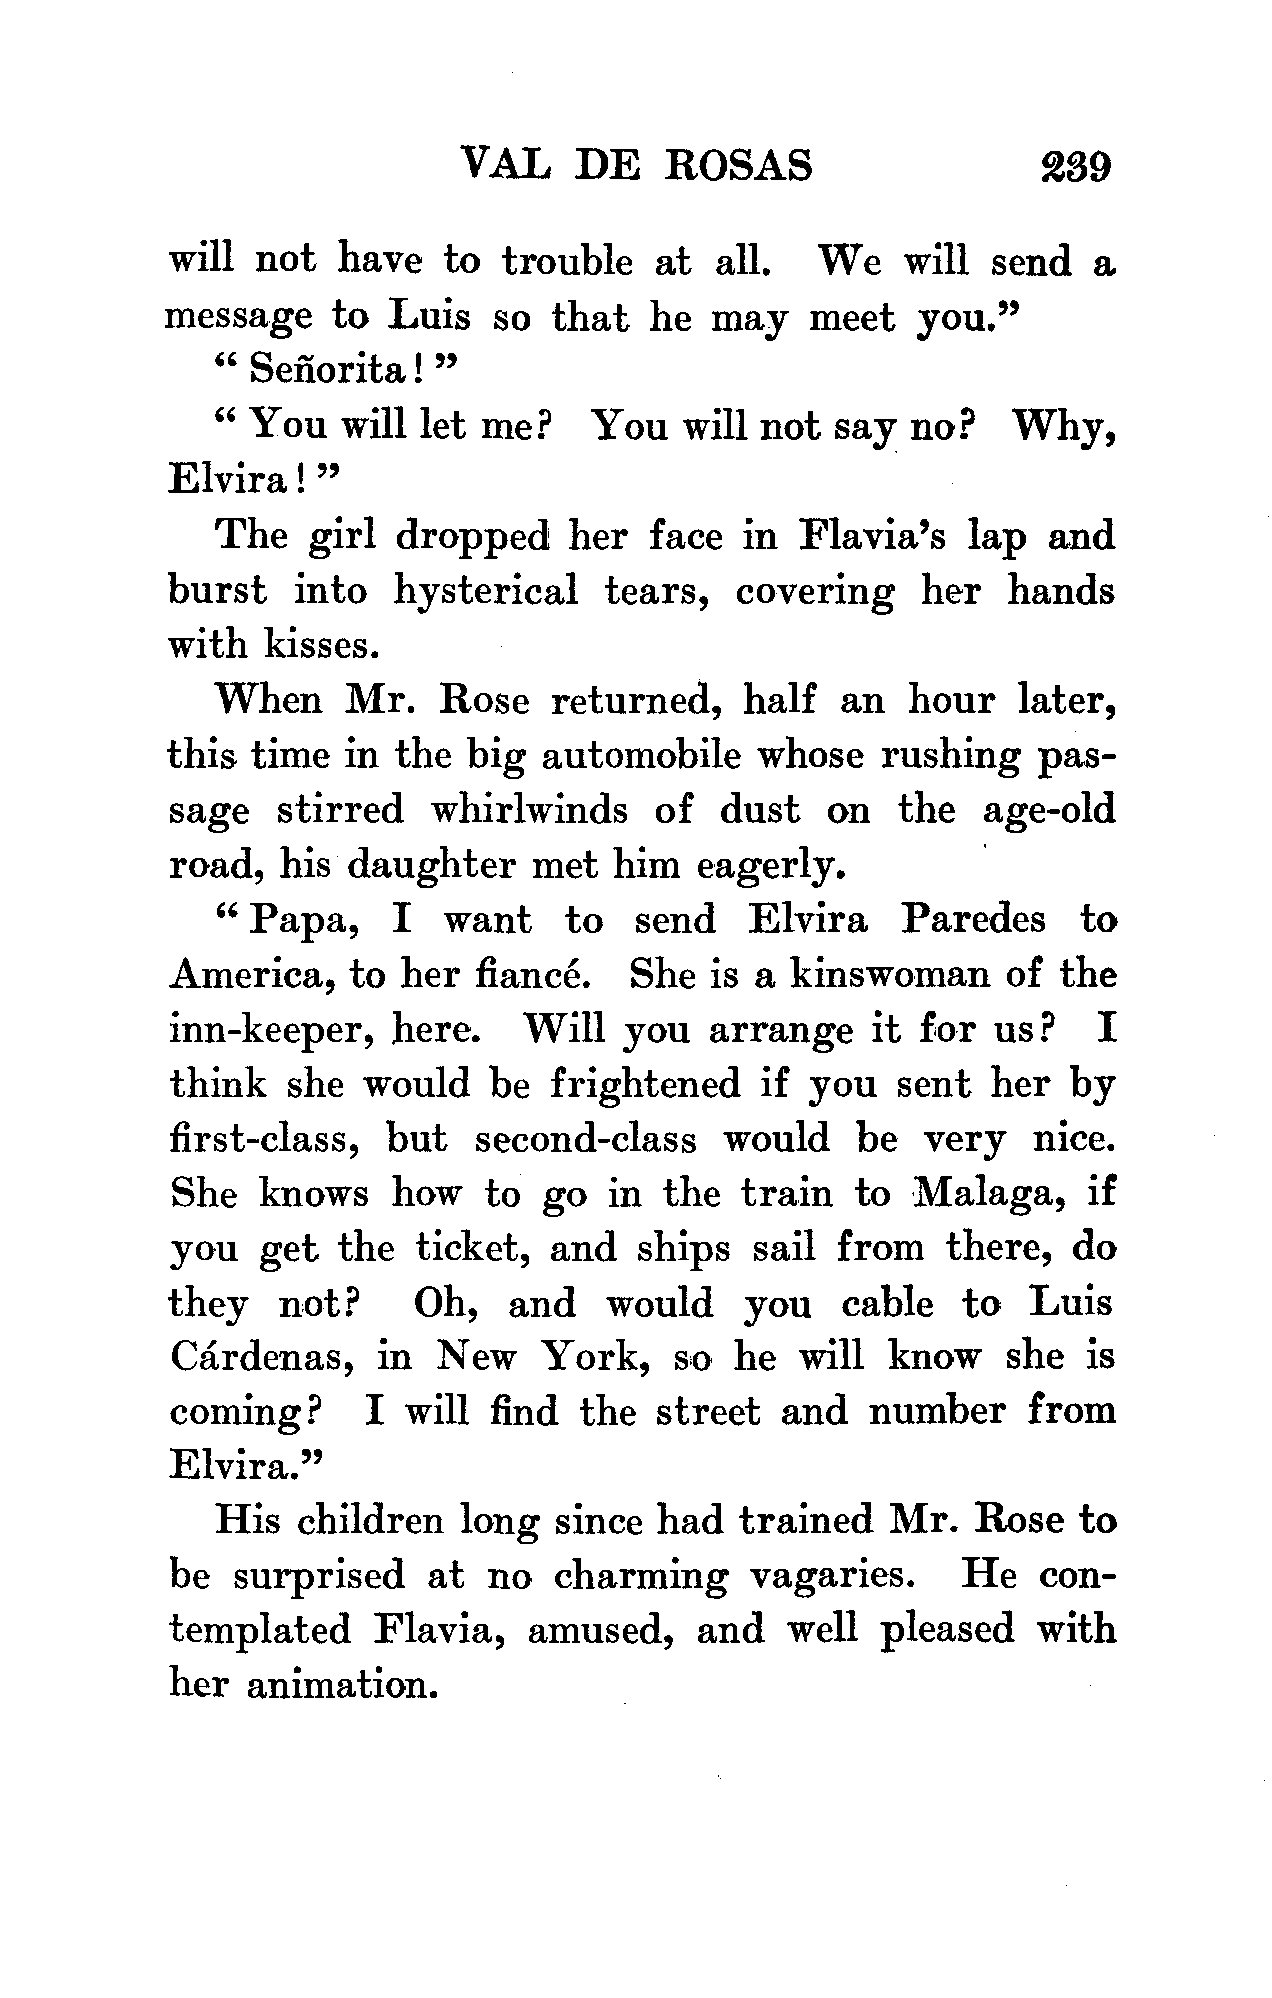 VAL DE ROSAS 239
will not have to trouble at all. We will send a
message to Luis so that he may meet you.”
“ Señorita! ”
“ You will let me? You will not say no? Why,
Elvira! ”
The girl dropped her face in Flavia’s lap and
burst into hysterical tears, covering her hands
with kisses.
When Mr. Rose returned, half an hour later,
this time in the big automobile whose rushing pas-
sage stirred whirlwinds of dust on the age-old
road, his daughter met him eagerly.
“ Papa, I want to send Elvira Paredes to
America, to her fiancé. She is a kinswoman of the
inn-keeper, here. Will you arrange it for us? I
think she would be frightened if you sent her by
first-class, but second-class would be very nice.
She knows how to go in the train to Malaga, if
you get the ticket, and ships sail from there, do
they not? Oh, and would you cable to Luis
Cárdenas, in New York, so he will know she is
coming? I will find the street and number from
Elvira.”
His children long since had trained Mr. Rose to
be surprised at no charming vagaries. He con-
templated Flavia, amused, and well pleased with
her animation.